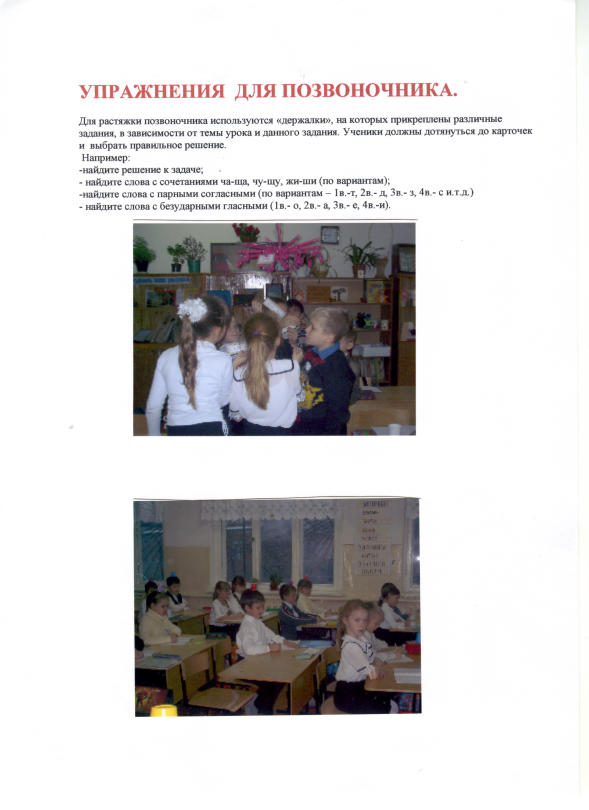 УПРАЖНЕНИЯ ДЛЯ ПОЗВОНОЧНИКА.
Для растяжки позвоночника используются «держалки», на которых прикреплены различные
задания, в зависимости от темы урока и данного задания. Ученики должны дотянуться до карточек
и выбрать правильное решение.
Например:
-найдите решение к задаче;
- найдите слова с сочетаниями ча-ща, чу-щу, жи-ши (по вариантам);
-найдите слова с парными согласными (по вариантам – 1в.-т, 2в.- д, 3в.- з, 4в.- с и.т.д.)
- найдите слова с безударными гласными (1в.- о, 2в.- а, 3в.- е, 4в.-и).